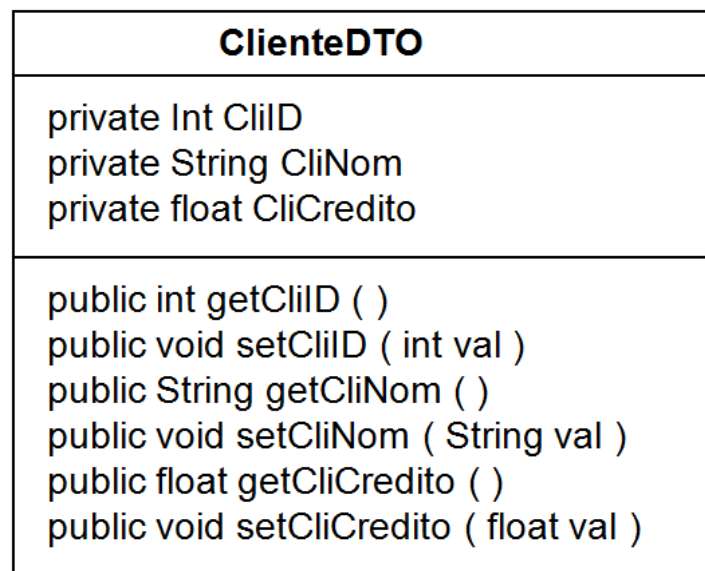 ClienteDTO
private Int CliID
private String CliNom
private float CliCredito
public int getCliID ( )
public void setCliID ( int val )
public String getCliNom ( )
public void setCliNom ( String val )
public float getCliCredito ( )
public void setCliCredito ( float val )